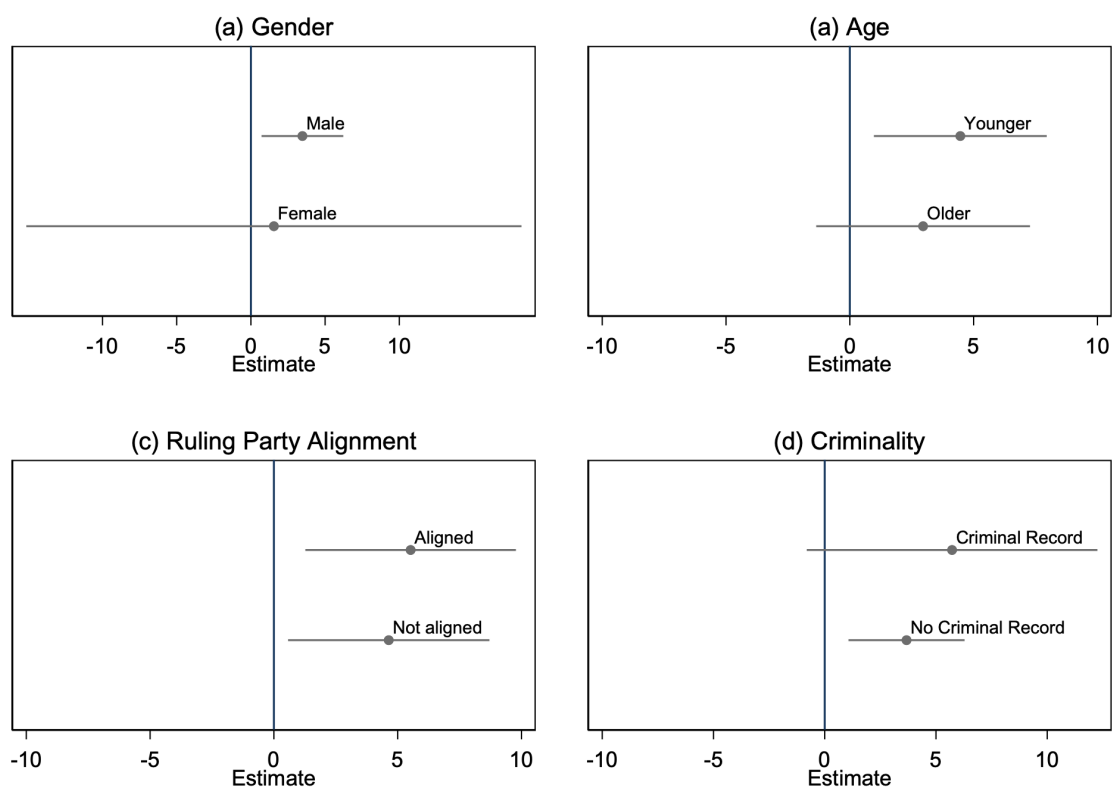 (a) Gender
Male
Female
-10 -5 0 5 10
Estimate
(a) Age
Younger
Older
-10 -5 0 5 10
Estimate
(c) Ruling Party Alignment
Aligned
Not aligned
-10 -5 0 5 10
Estimate
(d) Criminality
Criminal Record
No Criminal Record
-10 -5 0 5 10
Estimate